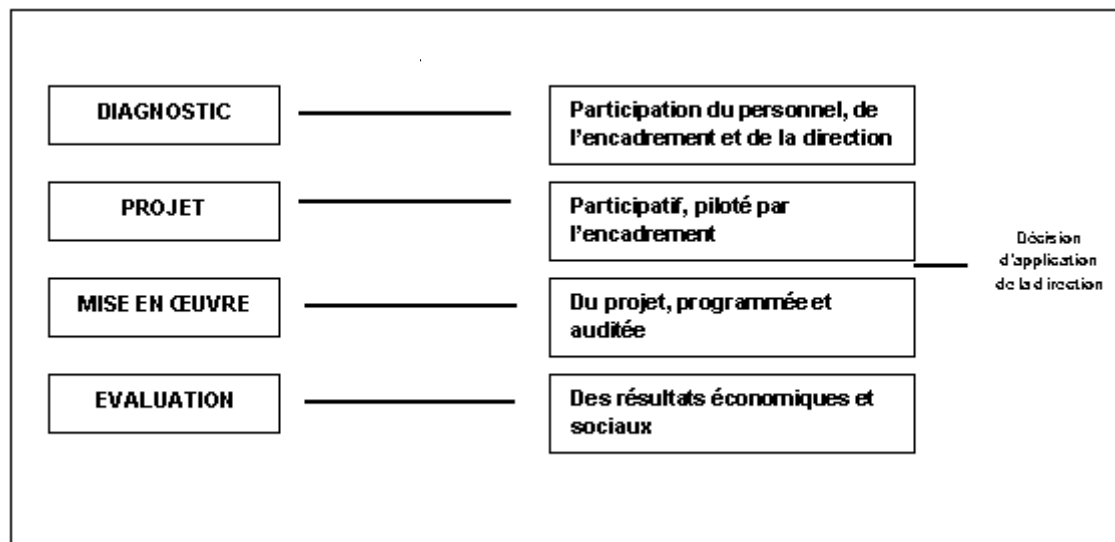 DIAGNOSTIC
Participation du personnel, de
l'encadrement et de la direction
PROJET
Participatif, piloté par
l'encadrement
Décision
d'application
de la direction
MISE EN ŒUVRE
Du projet, programmée et
auditée
EVALUATION
Des résultats économiques et
sociaux